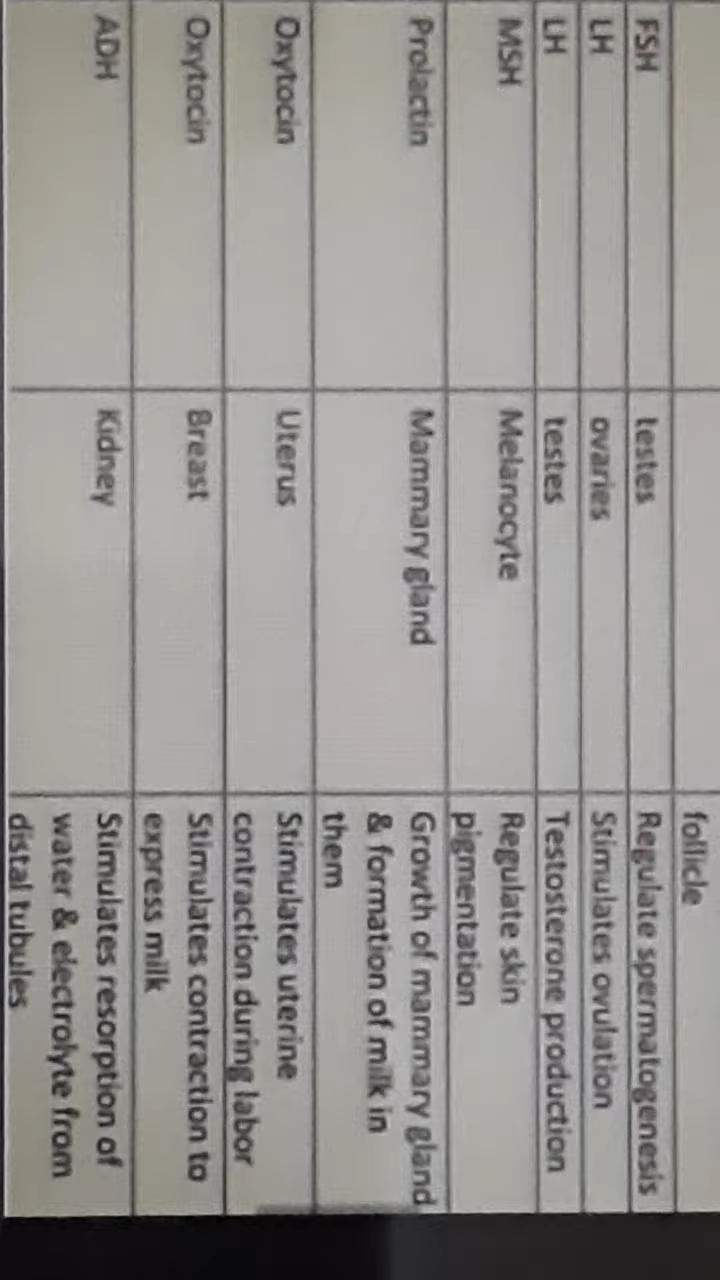 follicle
FSH testes Regulate spermatogenesis
LH ovaries Stimulates ovulation
LH testes Testosterone production
MSH Melanocyte Regulate skin
pigmentation
Prolactin Mammary gland Growth of mammary gland
& formation of milk in
them
Oxytocin Uterus Stimulates uterine
contraction during labor
Oxytocin Breast Stimulates contraction to
express milk
ADH Kidney Stimulates resorption of
water & electrolyte from
distal tubules